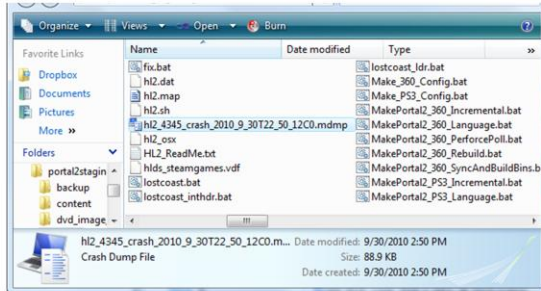 Organize Views Open Burn
Favorite Links
Dropbox
Documents
Pictures
More »
Folders
portal2stagin
backup
content
dvd_image_
Name Date modified Type »
fix.bat
hl2.dat
hl2.map
hl2.sh
hl2_4345_crash_2010_9_30T22_50_12C0.mdmp
hl2_osx
HL2_ReadMe.txt
hlds_steamgames.vdf
lostcoast.bat
lostcoast_inthdr.bat
lostcoast_ldr.bat
Make_360_Config.bat
Make_PS3_Config.bat
MakePortal2_360_Incremental.bat
MakePortal2_360_Language.bat
MakePortal2_360_PerforcePoll.bat
MakePortal2_360_Rebuild.bat
MakePortal2_360_SyncAndBuildBins.b
MakePortal2_PS3_Incremental.bat
MakePortal2_PS3_Language.bat
hl2_4345_crash_2010_9_30T22_50_12C0.m... Date modified: 9/30/2010 2:50 PM
Crash Dump File Size: 88.9 KB
Date created: 9/30/2010 2:50 PM